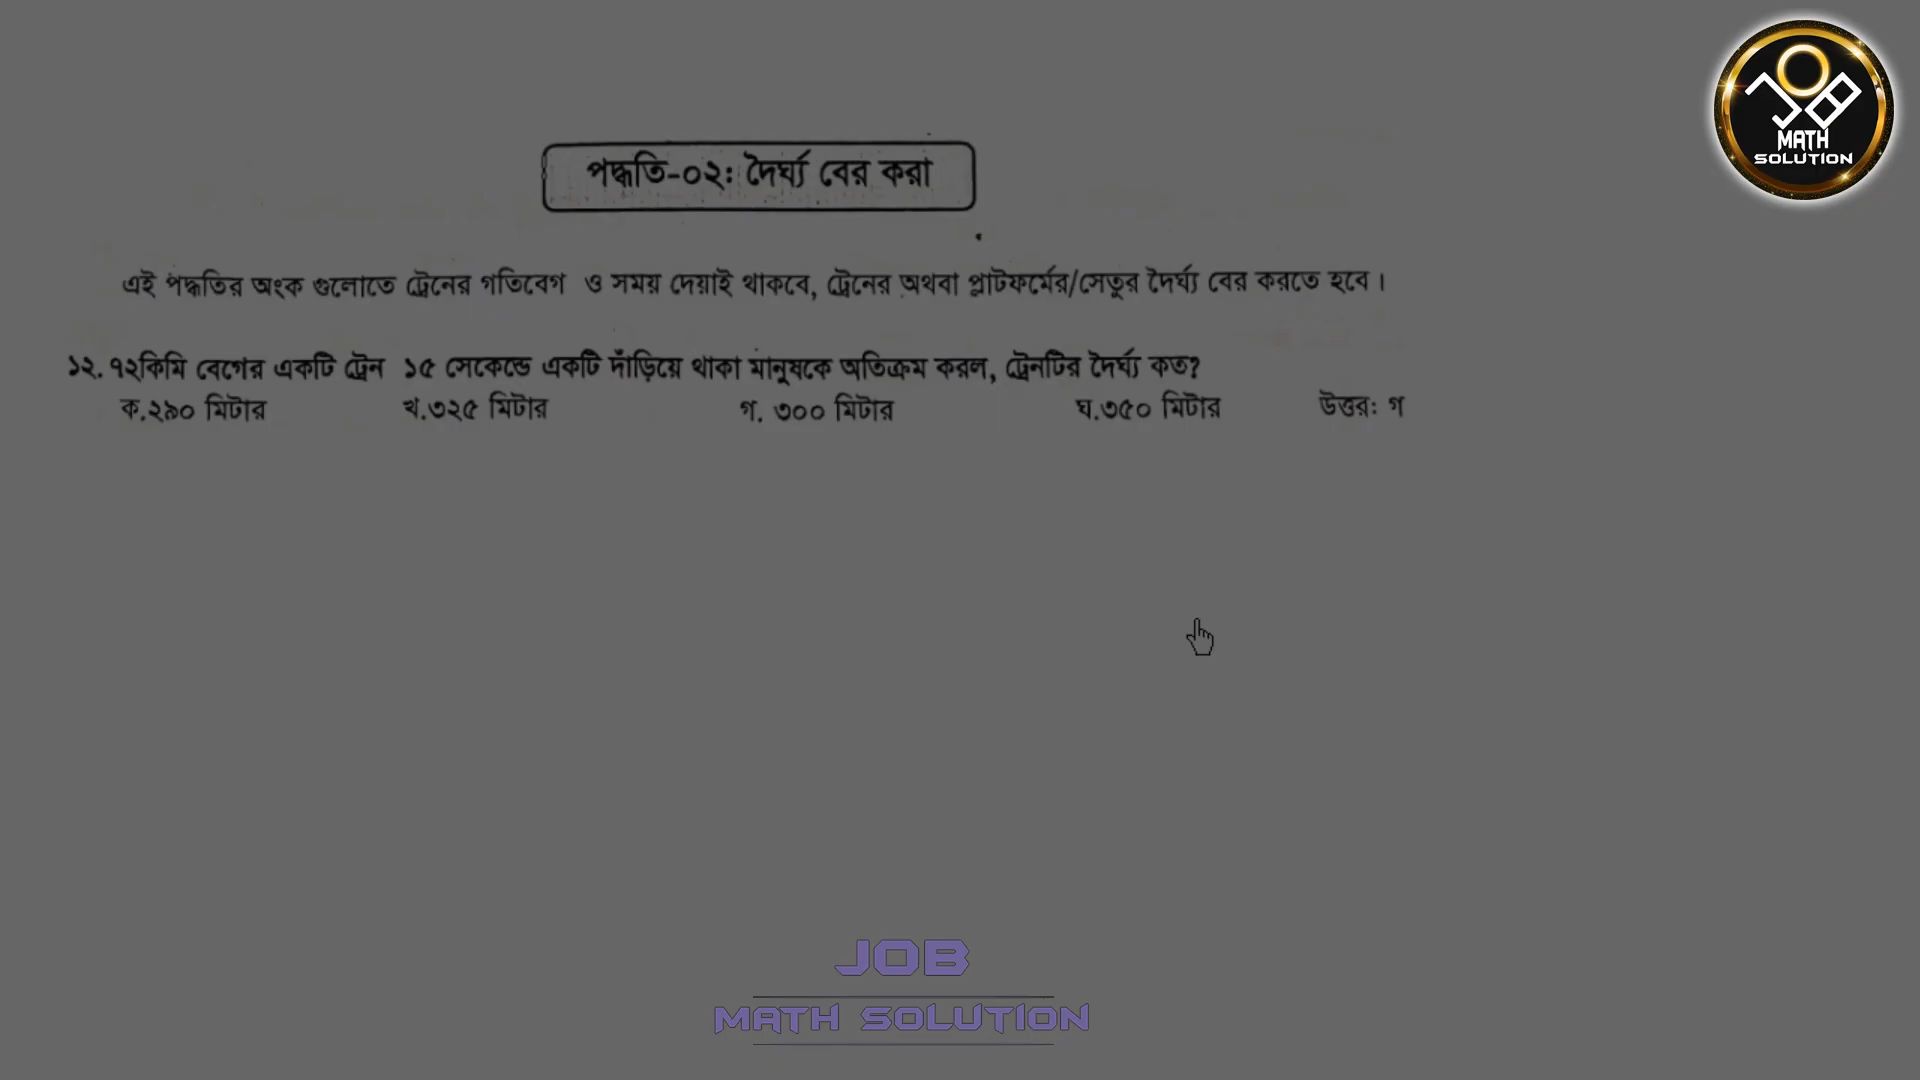 MATH
SOLUTION
পদ্ধতি-০২: দৈর্ঘ্য বের করা
এই পদ্ধতির অংক গুলোতে ট্রেনের গতিবেগ ও সময় দেয়াই থাকবে, ট্রেনের অথবা প্লাটফর্মের/সেতুর দৈর্ঘ্য বের করতে হবে।
১২. ৭২কিমি বেগের একটি ট্রেন ১৫ সেকেন্ডে একটি দাঁড়িয়ে থাকা মানুষকে অতিক্রম করল, ট্রেনটির দৈর্ঘ্য কত?
ক.২৯০ মিটার খ.৩২৫ মিটার গ. ৩০০ মিটার ঘ.৩৫০ মিটার উত্তর: গ
JOB
MATH SOLUTION